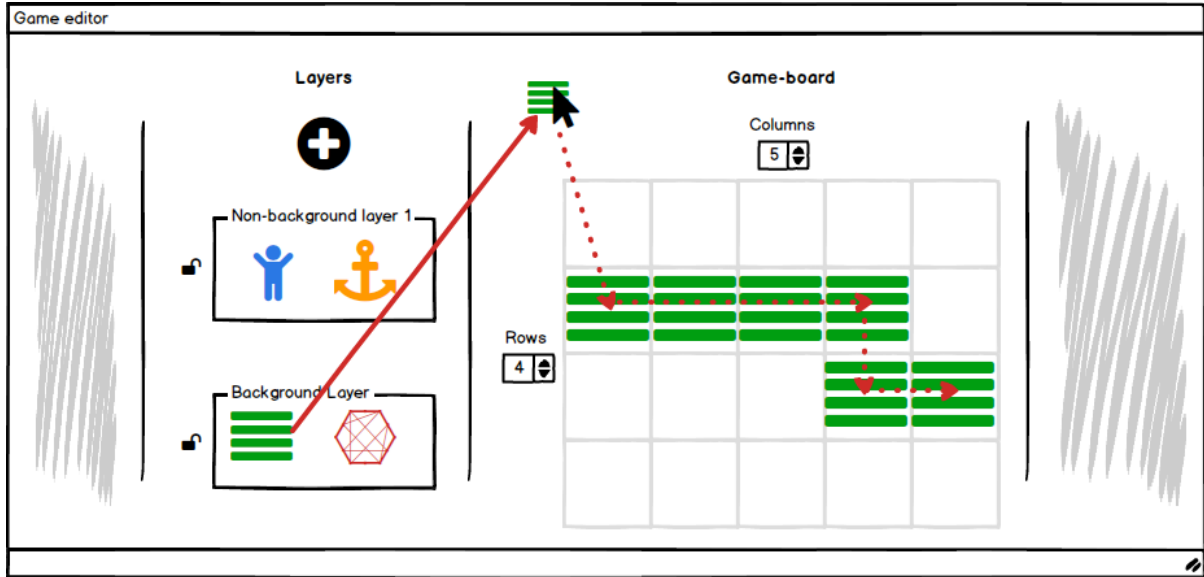 Game editor
Layers
Game-board
Columns
5
Non-background layer 1
Rows
4
Background Layer